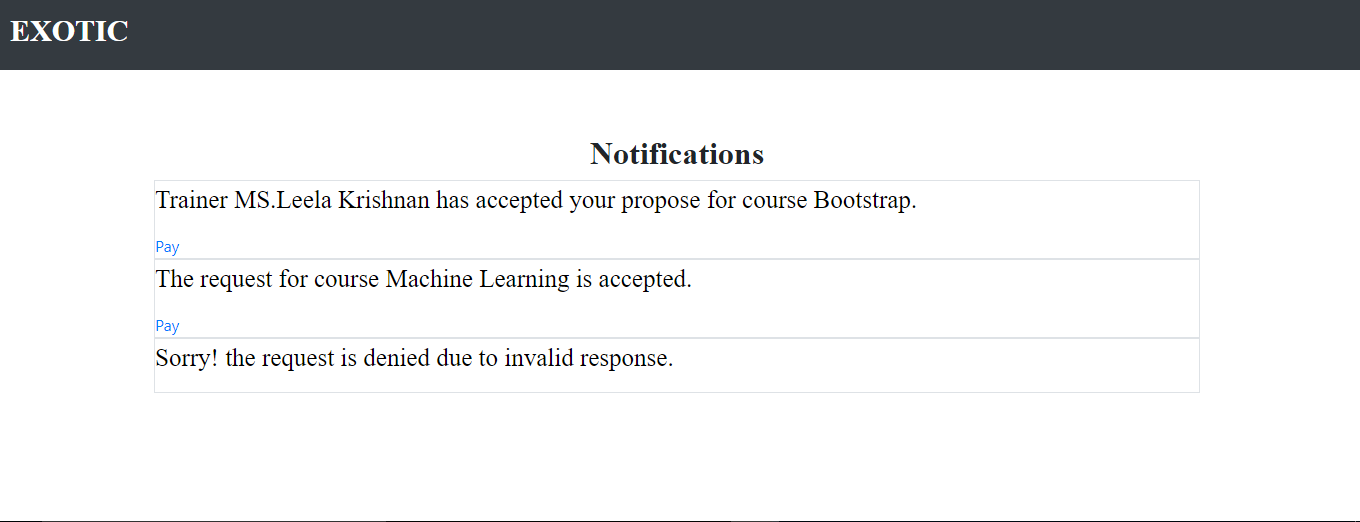 EXOTIC
Notifications
Trainer MS.Leela Krishnan has accepted your propose for course Bootstrap.
Pay
The request for course Machine Learning is accepted.
Pay
Sorry! the request is denied due to invalid response.